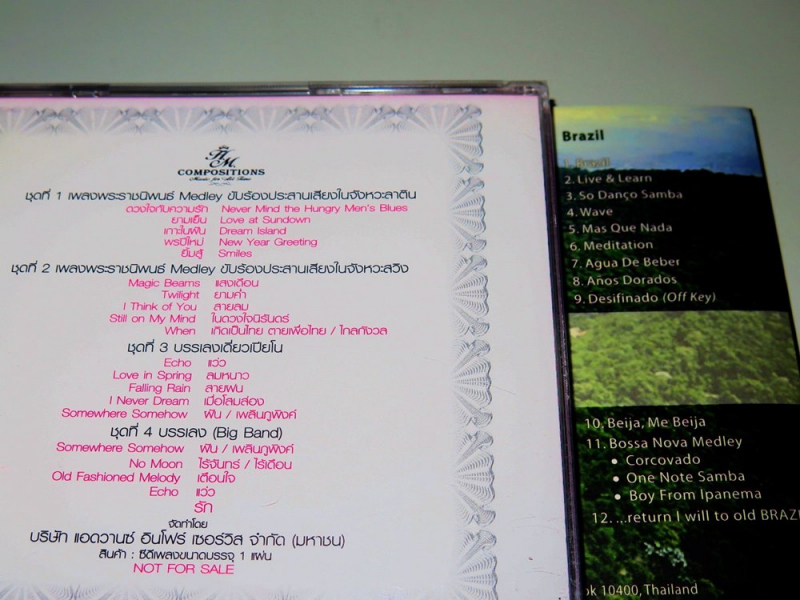 H.M.
COMPOSITIONS
Music for All Time
ชุดที่ 1 เพลงพระราชนิพนธ์ Medley ขับร้องประสานเสียงในจังหวะลาติน
ดวงใจกับความรัก Never Mind the Hungry Men's Blues
ยามเย็น Love at Sundown
เกาะในฝัน Dream Island
พรปีใหม่ New Year Greeting
ยิ้มสู้ Smiles
ชุดที่ 2 เพลงพระราชนิพนธ์ Medley ขับร้องประสานเสียงในจังหวะสวิง
Magic Beams แสงเดือน
Twilight ยามค่ำ
I Think of You สายลม
Still on My Mind ในดวงใจนิรันดร์
When เกิดเป็นไทย ตายเพื่อไทย / ไกลกังวล
ชุดที่ 3 บรรเลงเดี่ยวเปียโน
Echo แว่ว
Love in Spring ลมหนาว
Falling Rain สายฝน
I Never Dream เมื่อโสมส่อง
Somewhere Somehow ฝัน / เพลินภูพิงค์
ชุดที่ 4 บรรเลง (Big Band)
Somewhere Somehow ฝัน / เพลินภูพิงค์
No Moon ไร้จันทร์ / ไร้เดือน
Old Fashioned Melody เตือนใจ
Echo แว่ว
รัก
จัดทำโดย
บริษัท แอดวานซ์ อินโฟร์ เซอร์วิส จำกัด (มหาชน)
สินค้า : ซีดีเพลงขนาดบรรจุ 1 แผ่น
NOT FOR SALE
Brazil
1. Brazil
2. Live & Learn
3. So Danço Samba
4. Wave
5. Mas Que Nada
6. Meditation
7. Agua De Beber
8. Años Dorados
9. Desifinado (Off Key)
10. Beija, Me Beija
11. Bossa Nova Medley
• Corcovado
• One Note Samba
• Boy From Ipanema
12. ...return I will to old BRAZI
ok 10400, Thailand